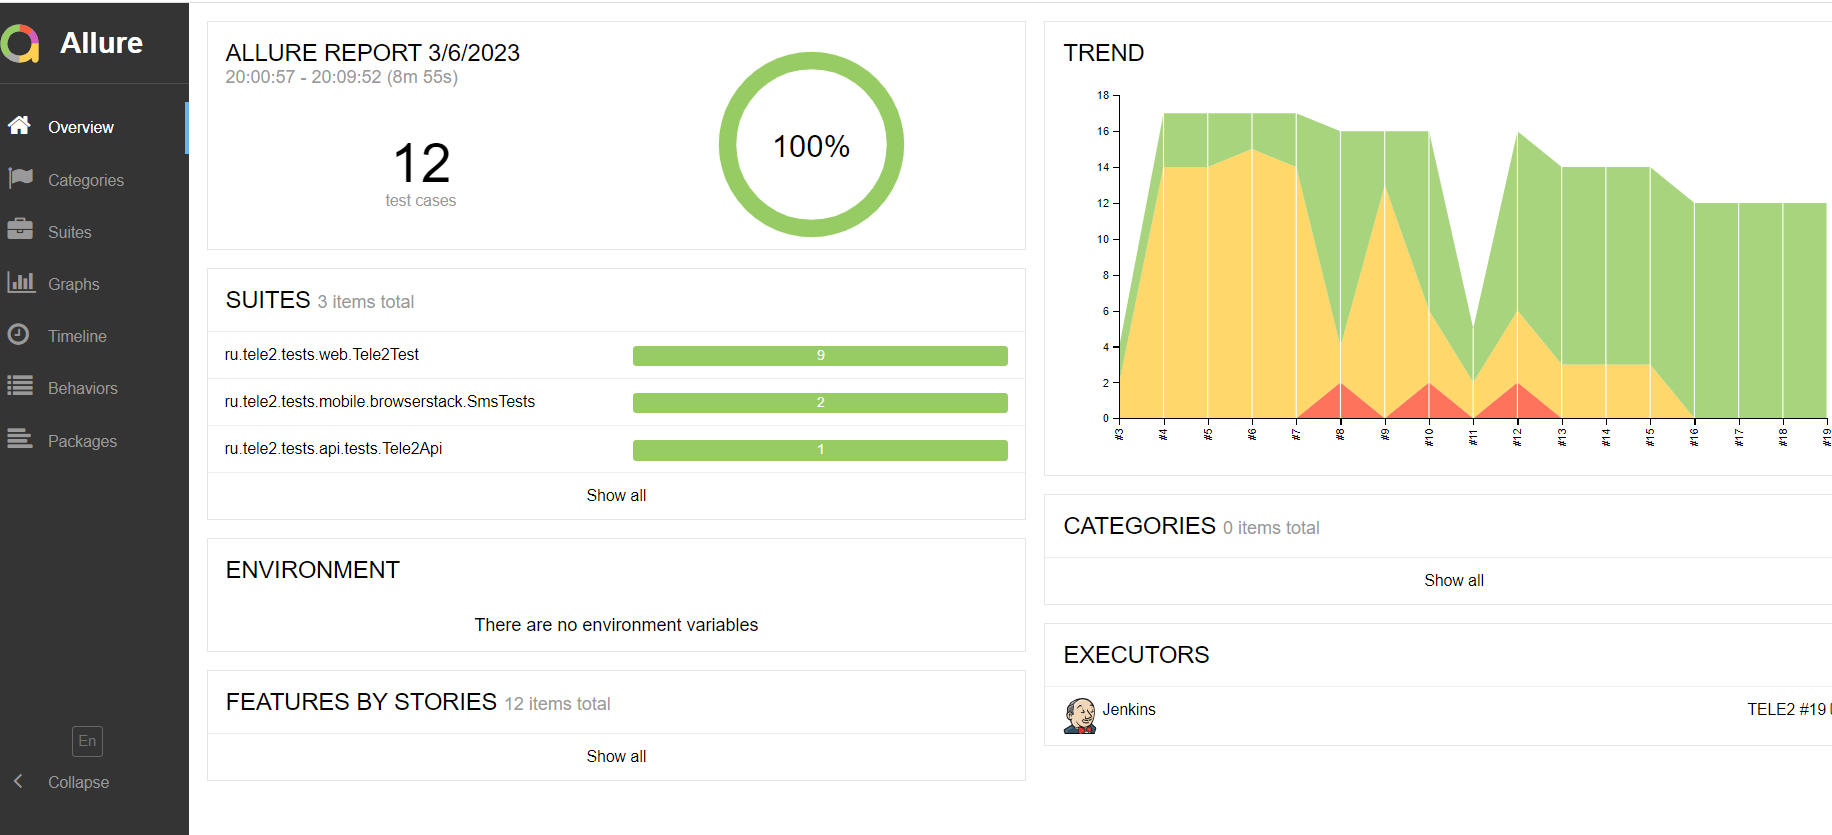 Allure
Overview
Categories
Suites
Graphs
Timeline
Behaviors
Packages
En
Collapse
ALLURE REPORT 3/6/2023
20:00:57 - 20:09:52 (8m 55s)
12
test cases
100%
SUITES 3 items total
ru.tele2.tests.web.Tele2Test 9
ru.tele2.tests.mobile.browserstack.SmsTests 2
ru.tele2.tests.api.tests.Tele2Api 1
Show all
ENVIRONMENT
There are no environment variables
FEATURES BY STORIES 12 items total
Show all
TREND
18
16
14
12
10
8
6
4
2
0
#3 #4 #5 #6 #7 #8 #9 #10 #11 #12 #13 #14 #15 #16 #17 #18 #19
CATEGORIES 0 items total
Show all
EXECUTORS
Jenkins TELE2 #19